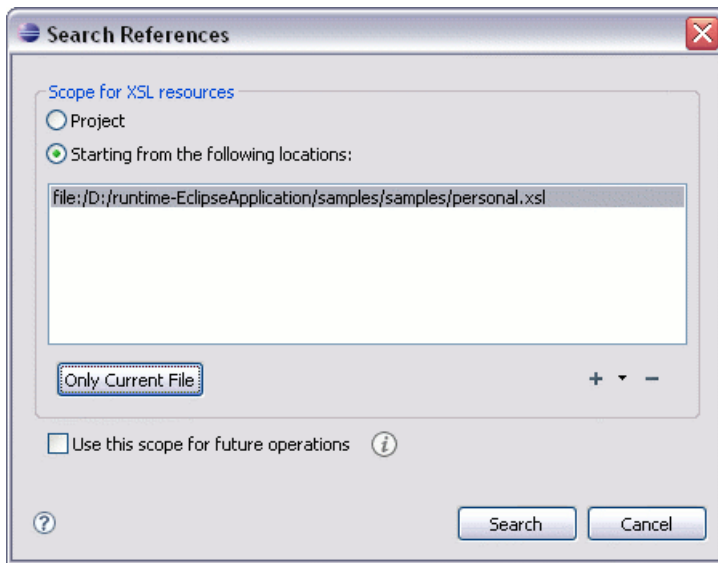 Search References
Scope for XSL resources
Project
Starting from the following locations:
file:/D:/runtime-EclipseApplication/samples/samples/personal.xsl
Only Current File
Use this scope for future operations
Search Cancel